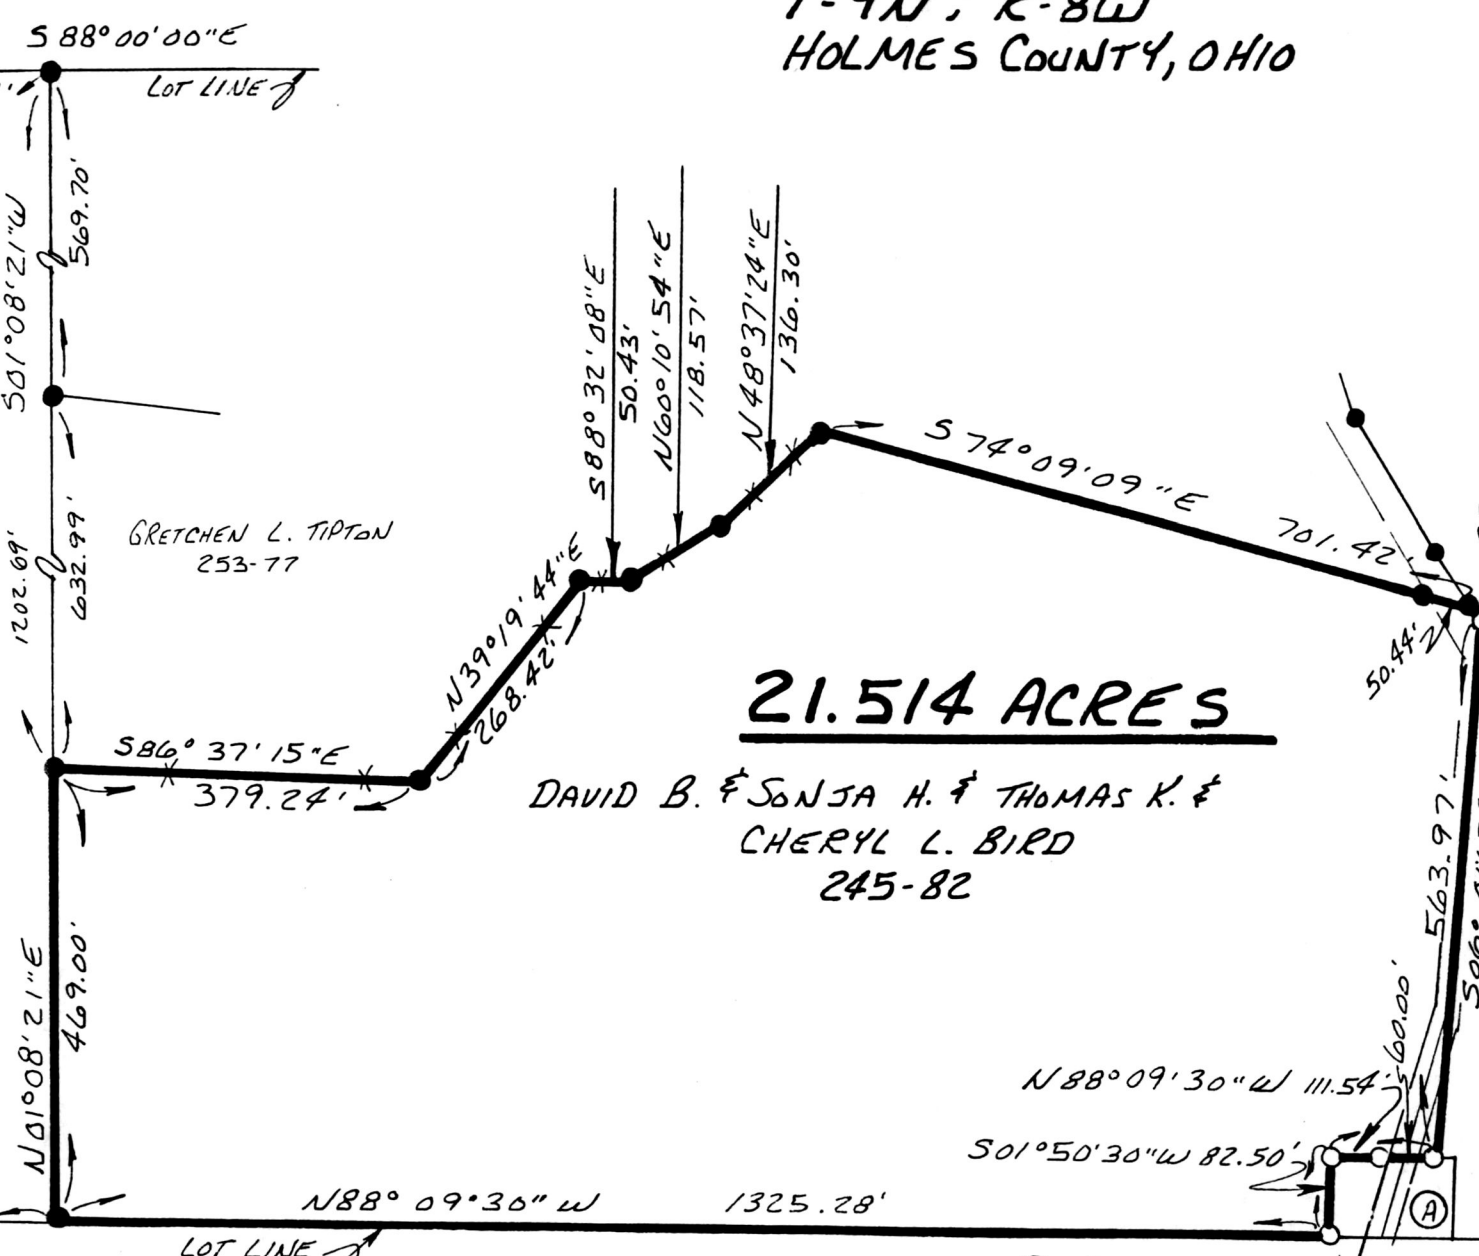 T-9N, R-8W
HOLMES COUNTY, OHIO
S 88° 00' 00" E
LOT LINE
569.70'
S01° 08' 21" W
1202.69'
632.99'
GRETCHEN L. TIPTON
253-77
S88° 32' 08" E
50.43'
N60° 10' 54" E
118.57'
N48° 37' 24" E
136.30'
S 74° 09' 09" E
701.42'
50.44'
N39° 19' 44" E
268.42'
S86° 37' 15" E
379.24'
21.514 ACRES
DAVID B. & SONJA H. & THOMAS K. &
CHERYL L. BIRD
245-82
563.97'
N01° 08' 21" E
469.00'
60.00'
N88° 09' 30" W 111.54'
S01° 50' 30" W 82.50'
A
N88° 09' 30" W 1325.28'
LOT LINE